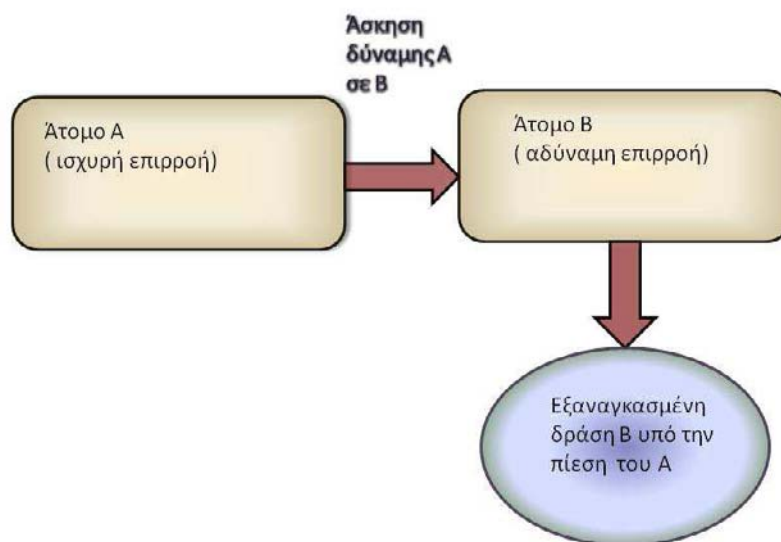 Άσκηση
δύναμης Α
σε Β
Άτομο Α
( ισχυρή επιρροή)
Άτομο Β
( αδύναμη επιρροή)
Εξαναγκασμένη
δράση Β υπό την
πίεση του Α